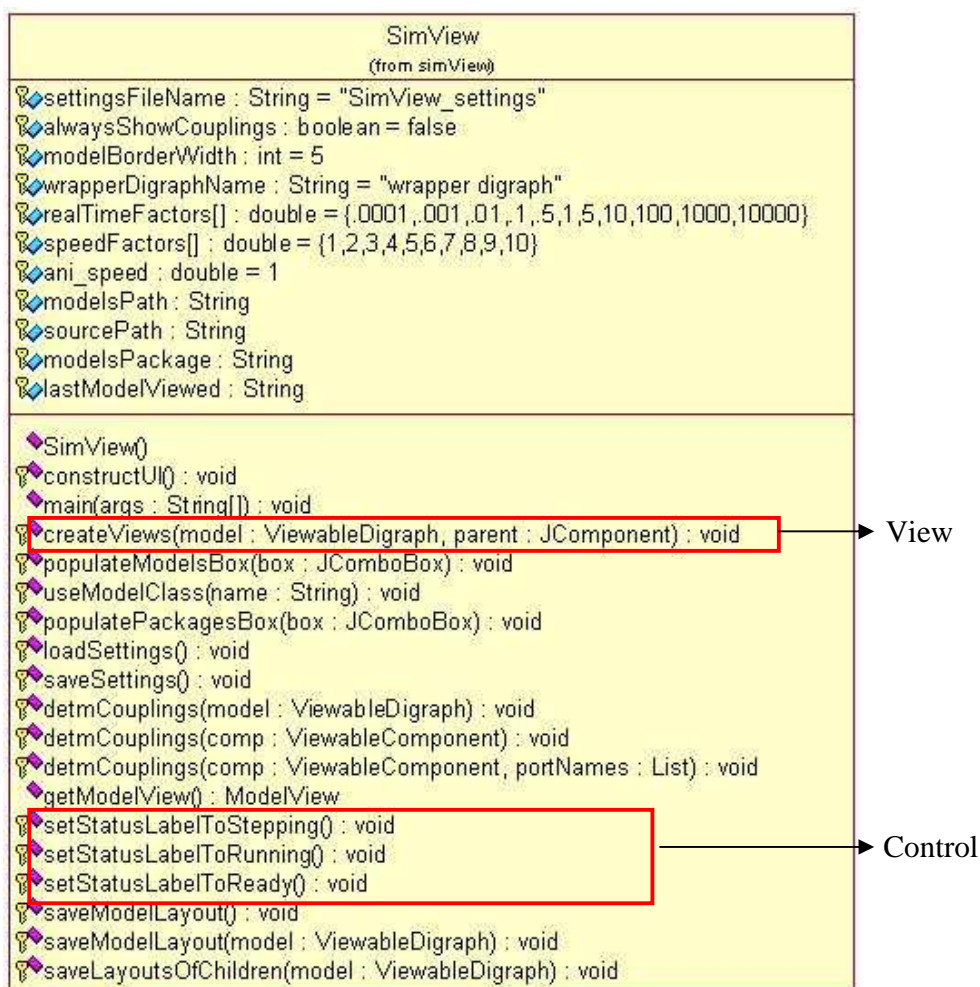 SimView
(from simView)
settingsFileName : String = "SimView_settings"
alwaysShowCouplings : boolean = false
modelBorderWidth : int = 5
wrapperDigraphName : String = "wrapper digraph"
realTimeFactors[] : double = {.0001,.001,.01,.1,.5,1,5,10,100,1000,10000}
speedFactors[] : double = {1,2,3,4,5,6,7,8,9,10}
ani_speed : double = 1
modelsPath : String
sourcePath : String
modelsPackage : String
lastModelViewed : String
SimView()
constructUI() : void
main(args : String[]) : void
createViews(model : ViewableDigraph, parent : JComponent) : void
View
populateModelsBox(box : JComboBox) : void
useModelClass(name : String) : void
populatePackagesBox(box : JComboBox) : void
loadSettings() : void
saveSettings() : void
detmCouplings(model : ViewableDigraph) : void
detmCouplings(comp : ViewableComponent) : void
detmCouplings(comp : ViewableComponent, portNames : List) : void
getModelView() : ModelView
setStatusLabelToStepping() : void
setStatusLabelToRunning() : void
Control
setStatusLabelToReady() : void
saveModelLayout() : void
saveModelLayout(model : ViewableDigraph) : void
saveLayoutsOfChildren(model : ViewableDigraph) : void